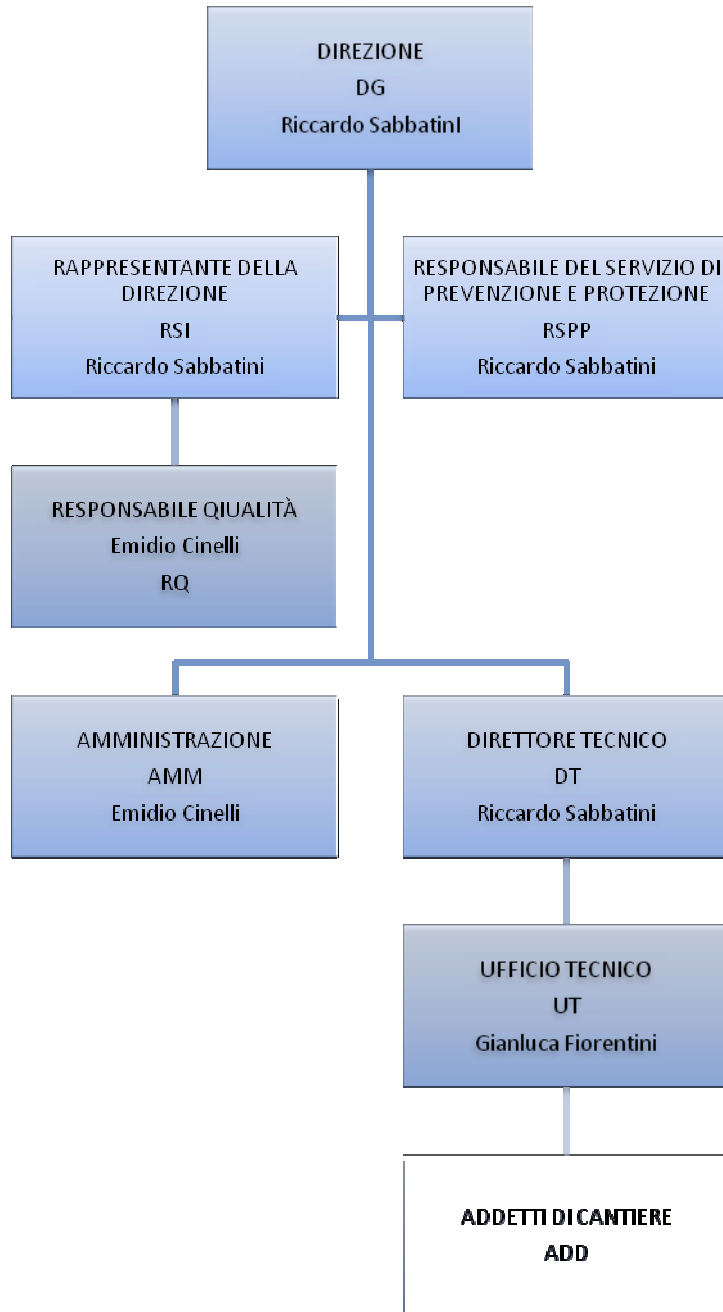 DIREZIONE
DG
Riccardo SabbatinI
RAPPRESENTANTE DELLA
DIREZIONE
RSI
Riccardo Sabbatini
RESPONSABILE DEL SERVIZIO DI
PREVENZIONE E PROTEZIONE
RSPP
Riccardo Sabbatini
RESPONSABILE QIUALITÀ
Emidio Cinelli
RQ
AMMINISTRAZIONE
AMM
Emidio Cinelli
DIRETTORE TECNICO
DT
Riccardo Sabbatini
UFFICIO TECNICO
UT
Gianluca Fiorentini
ADDETTI DI CANTIERE
ADD